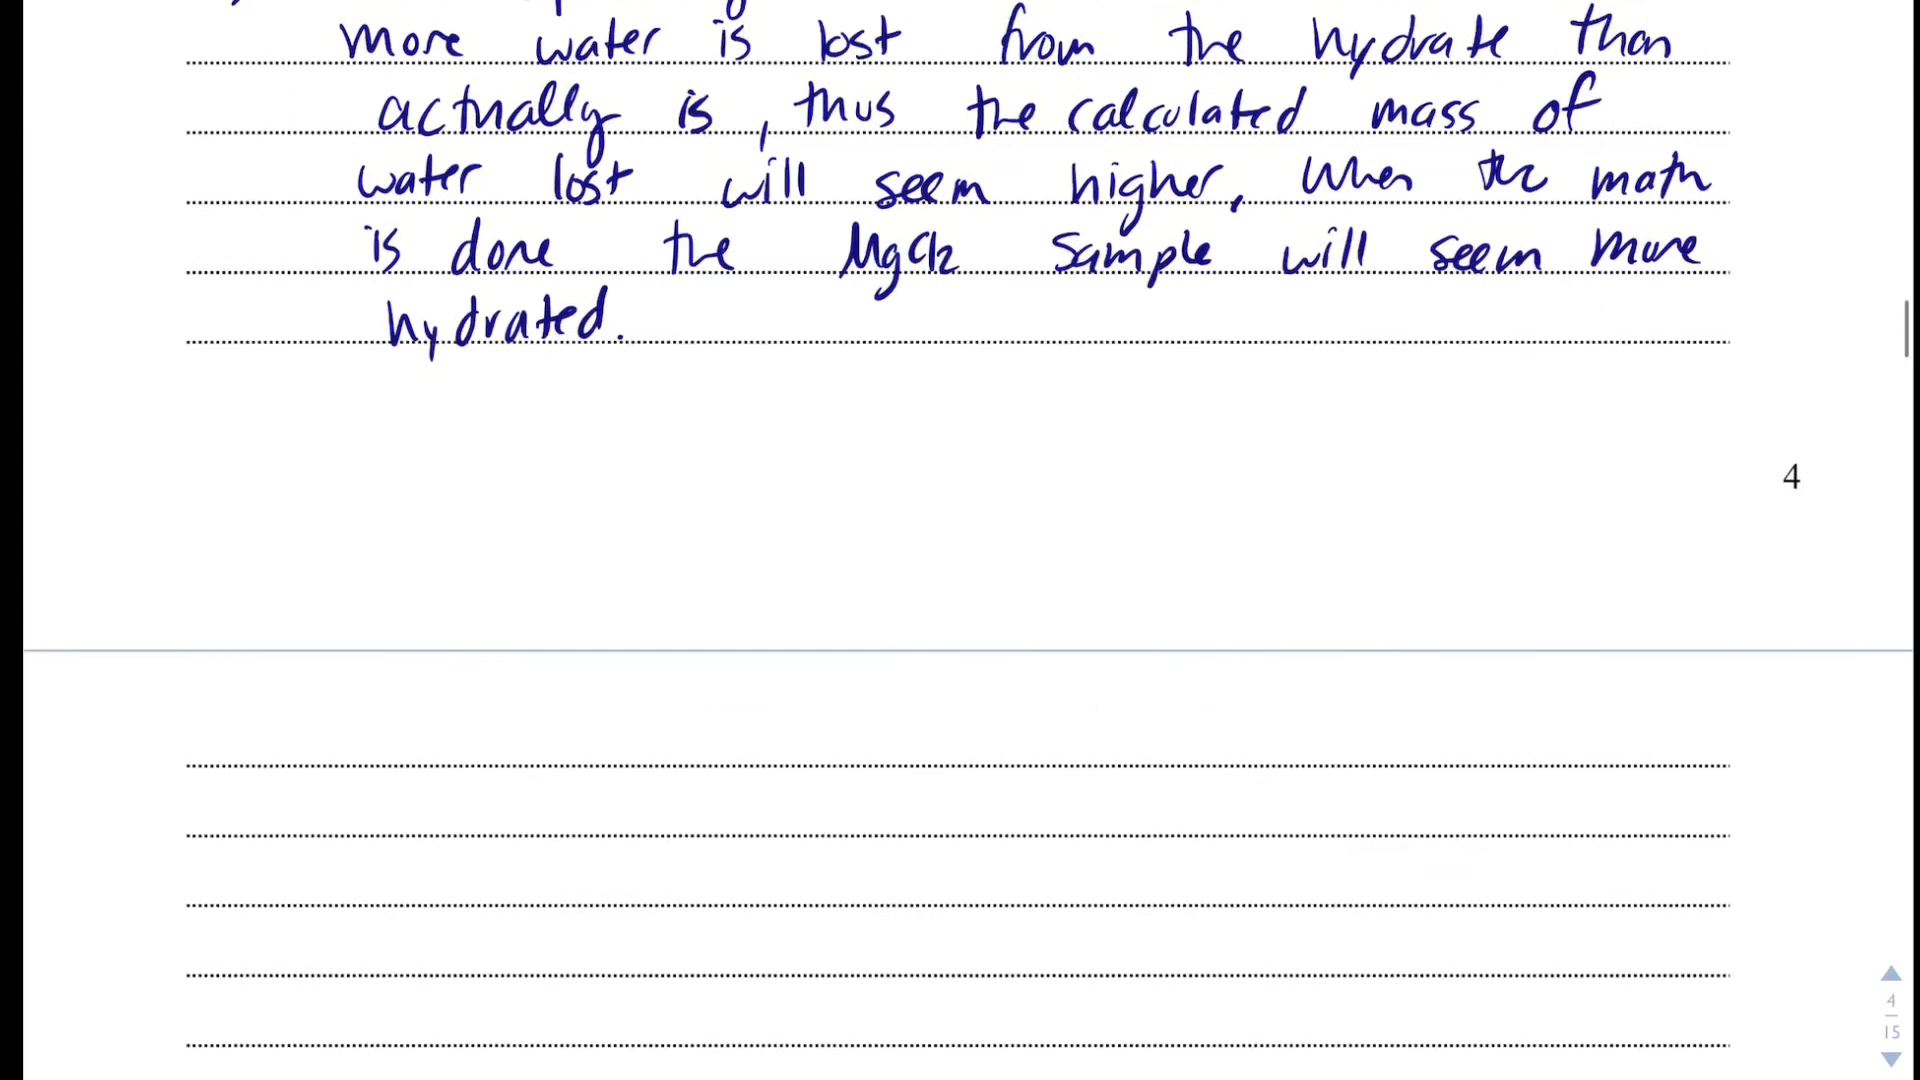 more water is lost from the hydrate than
actually is, thus the calculated mass of
water lost will seem higher, When the math
is done the MgCl2 sample will seem more
hydrated.
4
4
15